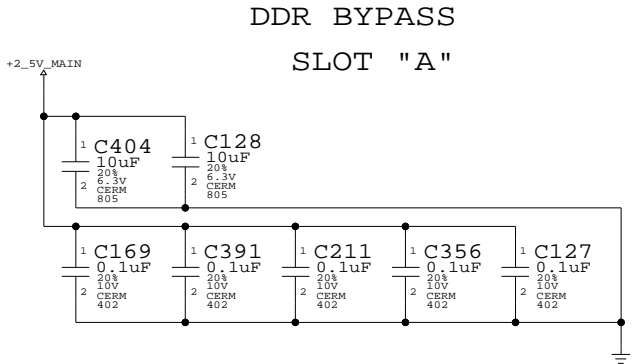 DDR BYPASS
SLOT "A"
+2_5V_MAIN
1 C404
10uF
20%
6.3V
2 CERM
805
1 C128
10uF
20%
6.3V
2 CERM
805
1 C169
0.1uF
20%
10V
2 CERM
402
1 C391
0.1uF
20%
10V
2 CERM
402
1 C211
0.1uF
20%
10V
2 CERM
402
1 C356
0.1uF
20%
10V
2 CERM
402
1 C127
0.1uF
20%
10V
2 CERM
402